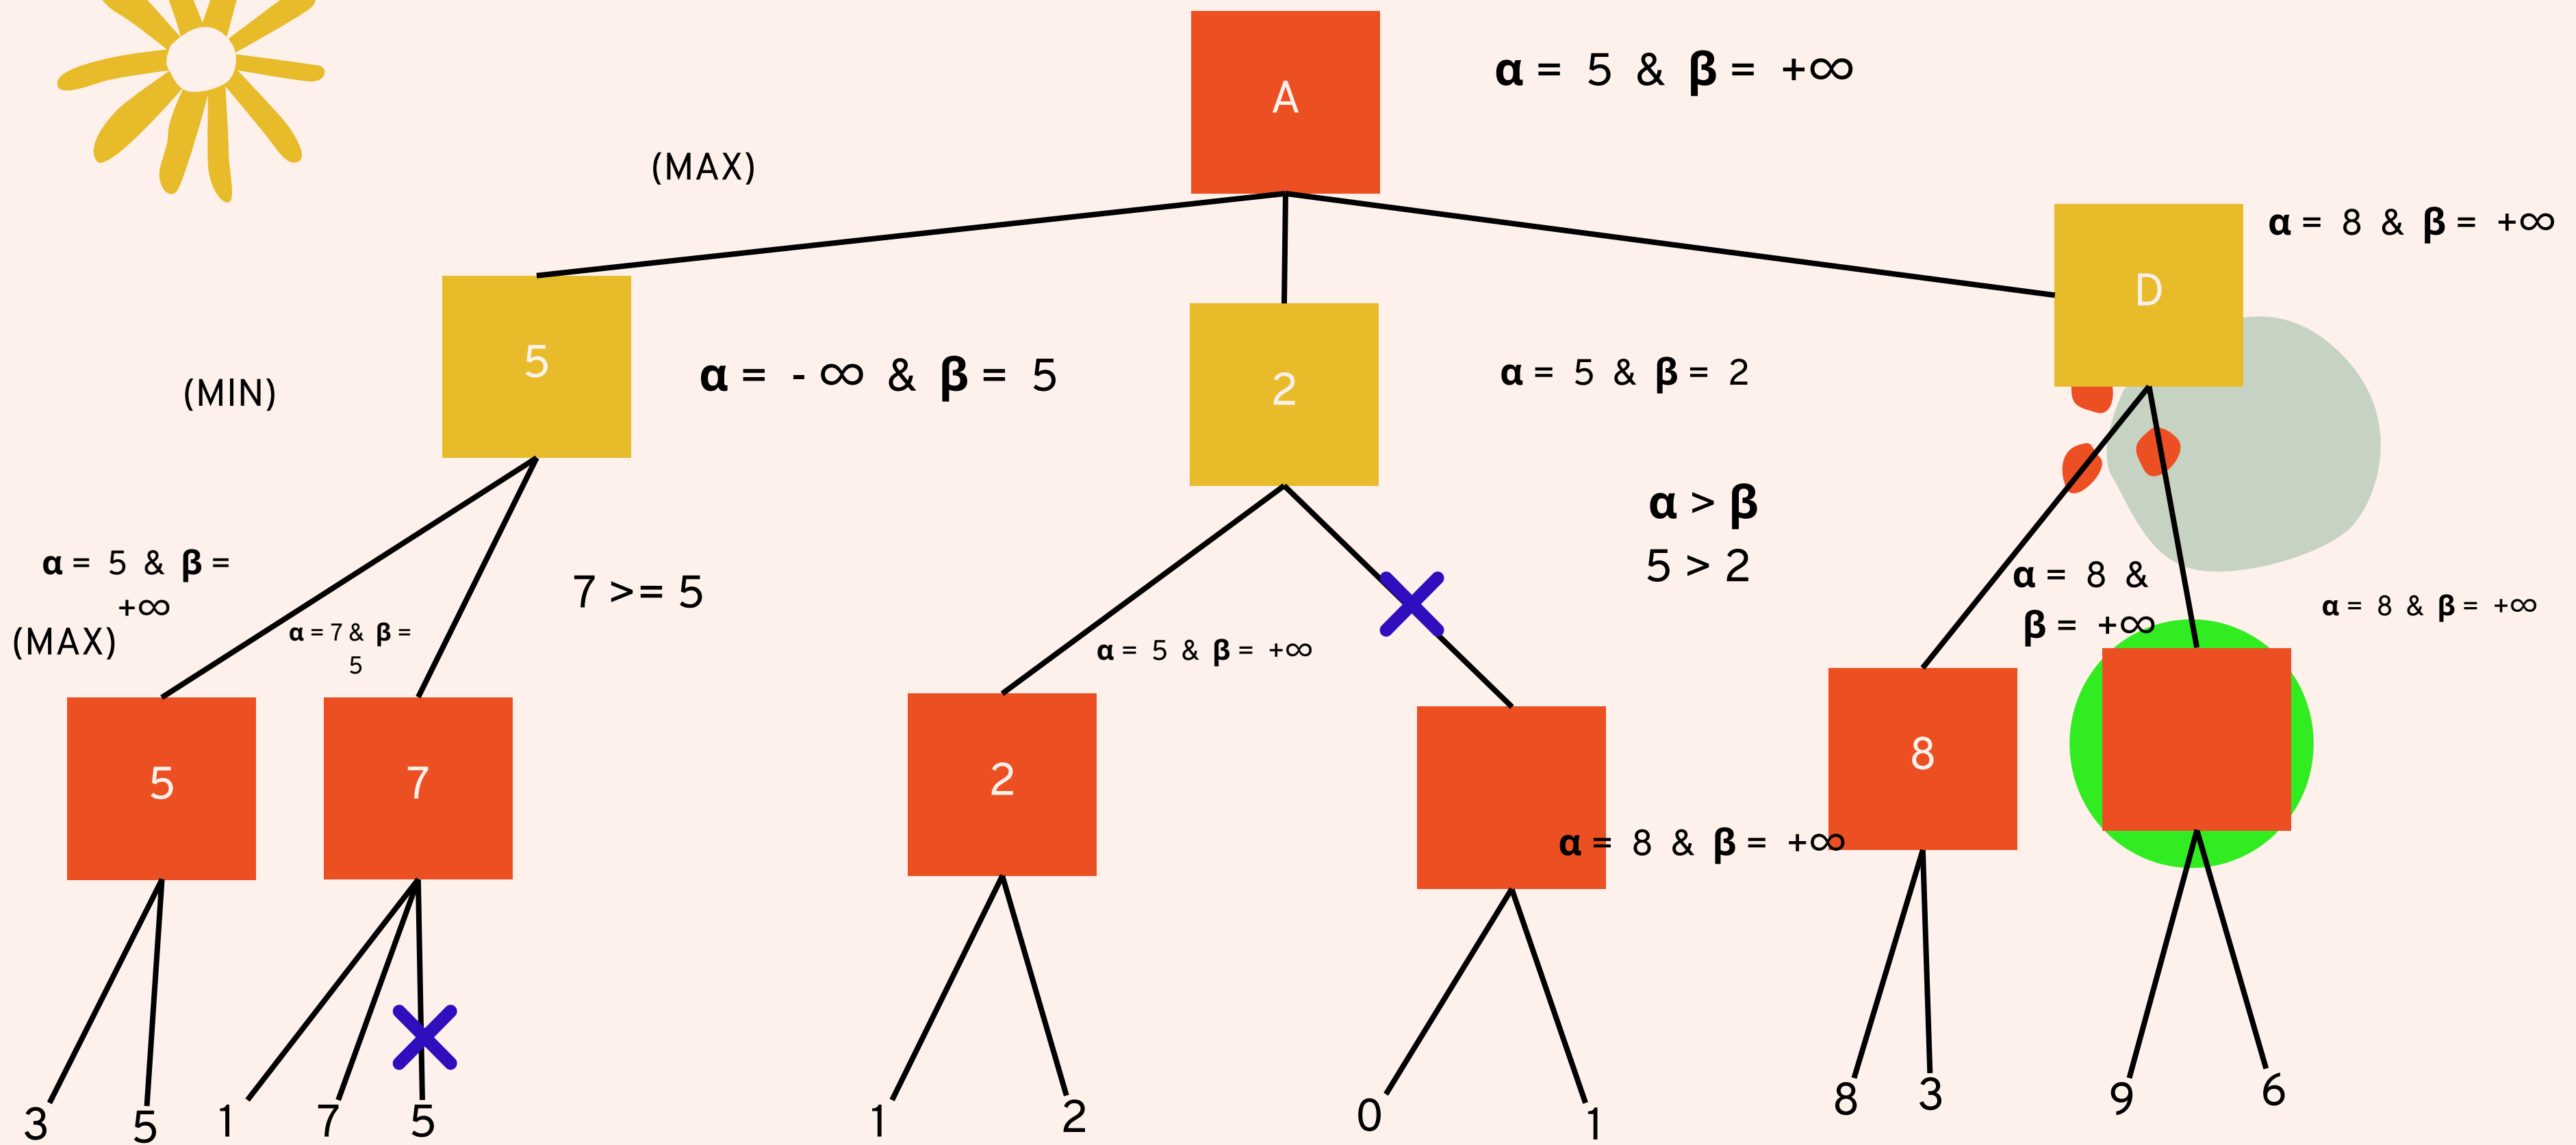 A
α = 5 & β = +∞
(MAX)
α = 8 & β = +∞
D
5
α = - ∞ & β = 5
2
α = 5 & β = 2
(MIN)
α > β
5 > 2
α = 5 & β =
+∞
7 >= 5
α = 8 &
β = +∞
α = 8 & β = +∞
(MAX)
α = 7 & β =
5
α = 5 & β = +∞
5
7
2
8
α = 8 & β = +∞
3 5 1 7 5 1 2 0 1 8 3 9 6